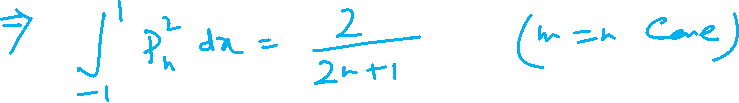 ⇒ ∫_{-1}^{1} P_n^2 dx = 2/(2n+1) (m = n Case)